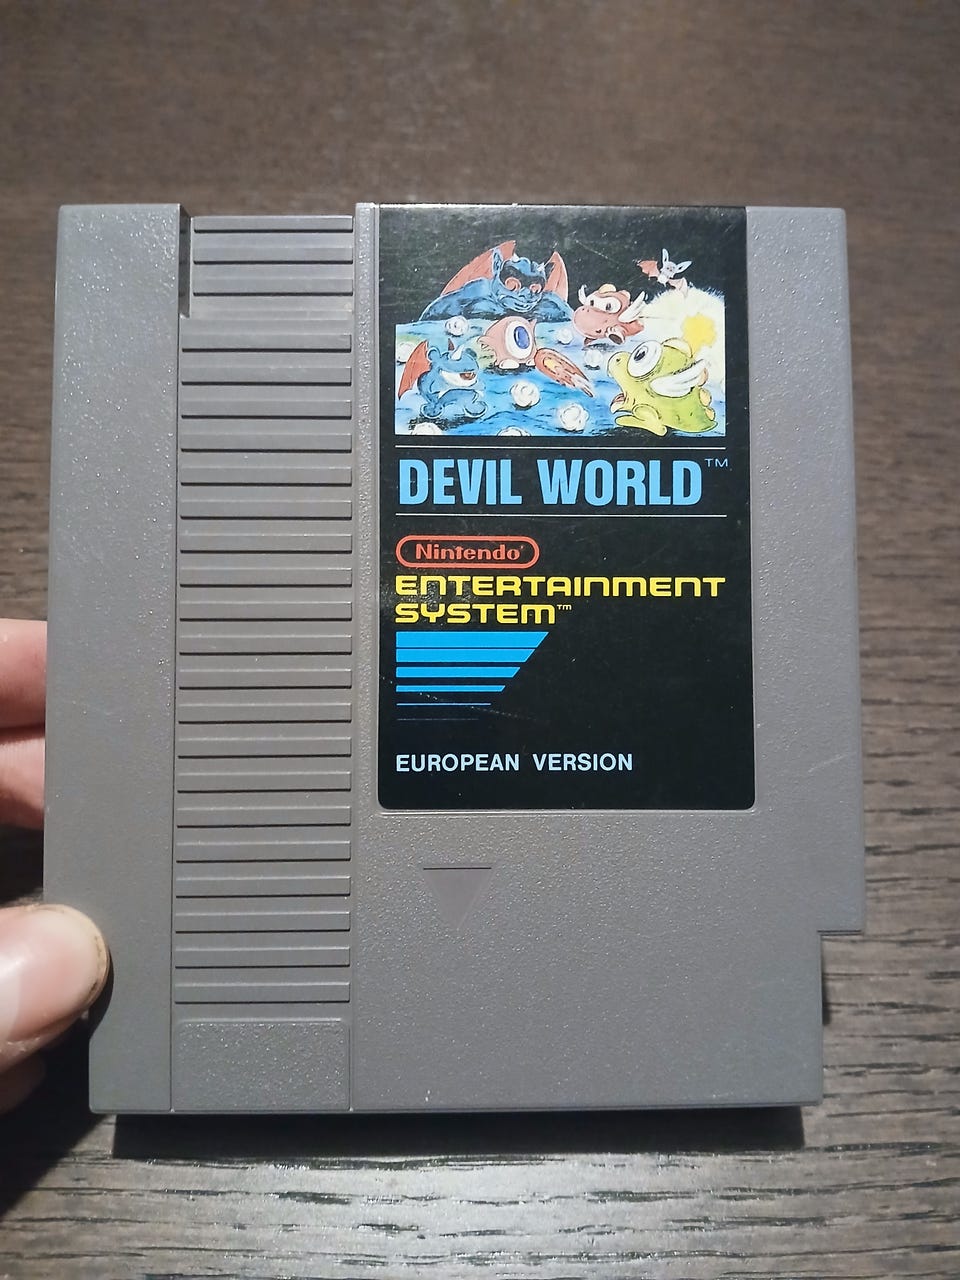 DEVIL WORLD™
Nintendo®
ENTERTAINMENT
SYSTEM™
EUROPEAN VERSION